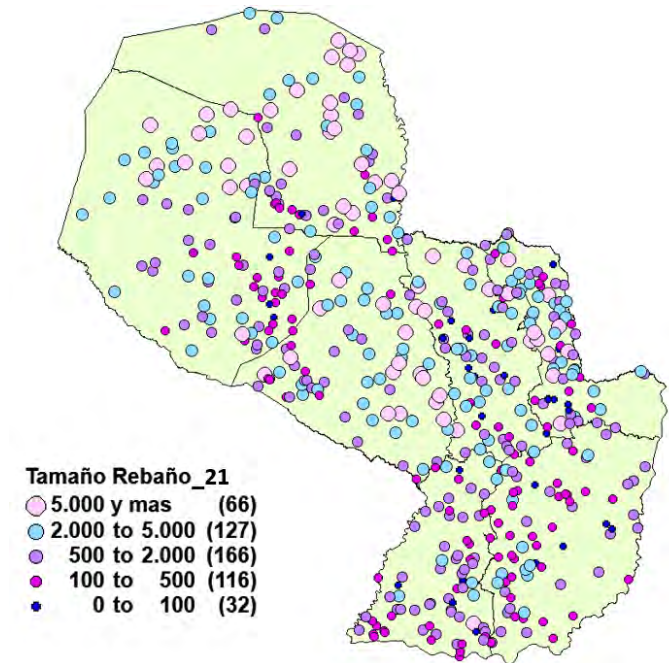 Tamaño Rebaño_21
5.000 y mas (66)
2.000 to 5.000 (127)
500 to 2.000 (166)
100 to 500 (116)
0 to 100 (32)